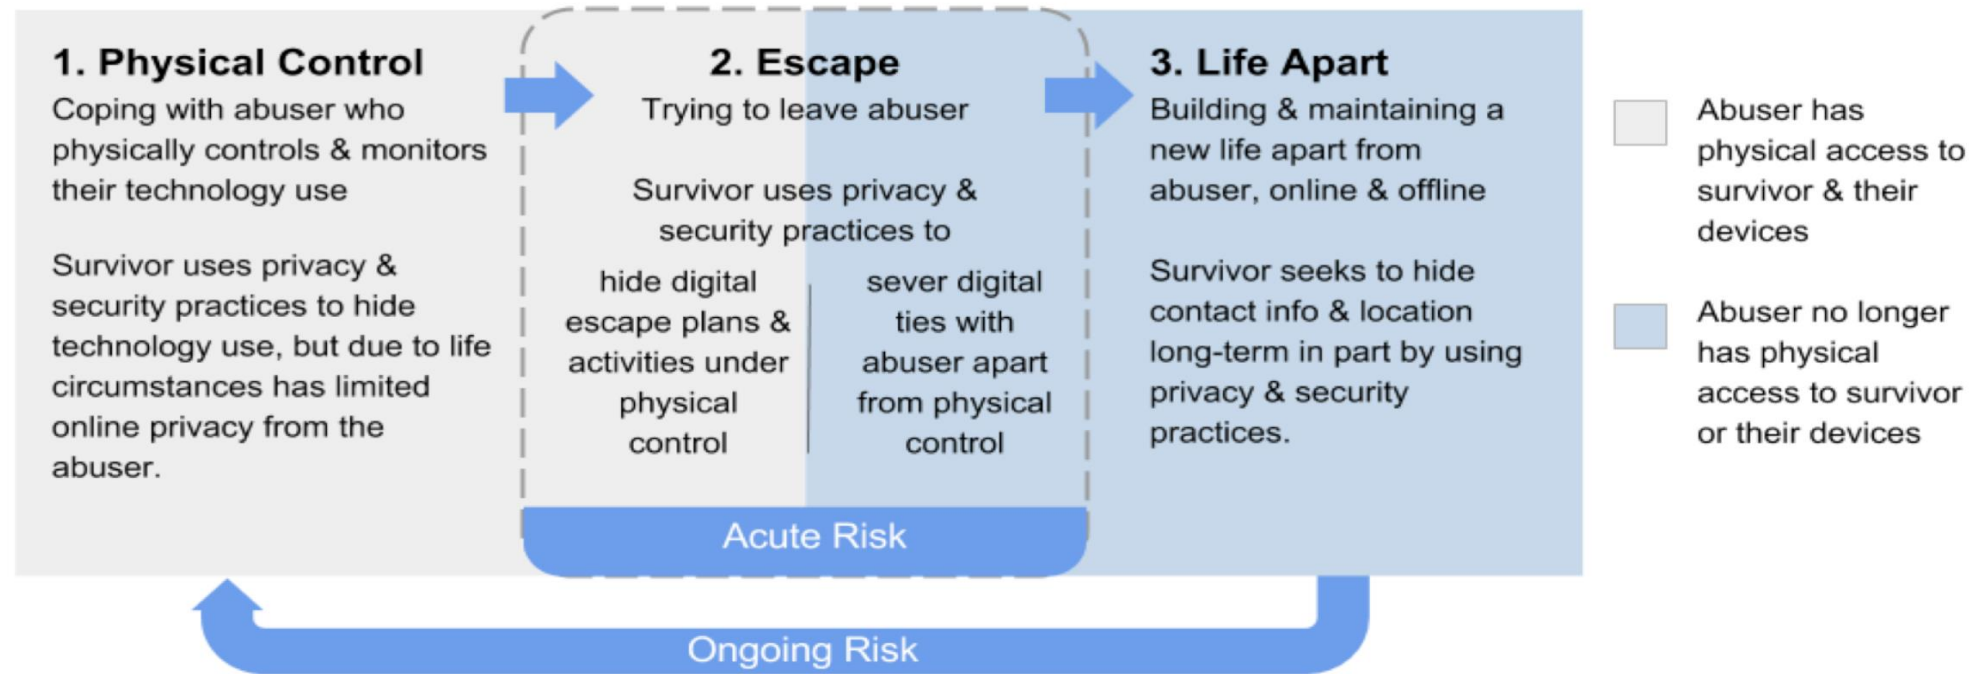 1. Physical Control
Coping with abuser who
physically controls & monitors
their technology use
Survivor uses privacy &
security practices to hide
technology use, but due to life
circumstances has limited
online privacy from the
abuser.
2. Escape
Trying to leave abuser
Survivor uses privacy &
security practices to
hide digital
escape plans &
activities under
physical
control
sever digital
ties with
abuser apart
from physical
control
Acute Risk
3. Life Apart
Building & maintaining a
new life apart from
abuser, online & offline
Survivor seeks to hide
contact info & location
long-term in part by using
privacy & security
practices.
Ongoing Risk
Abuser has
physical access to
survivor & their
devices
Abuser no longer
has physical
access to survivor
or their devices